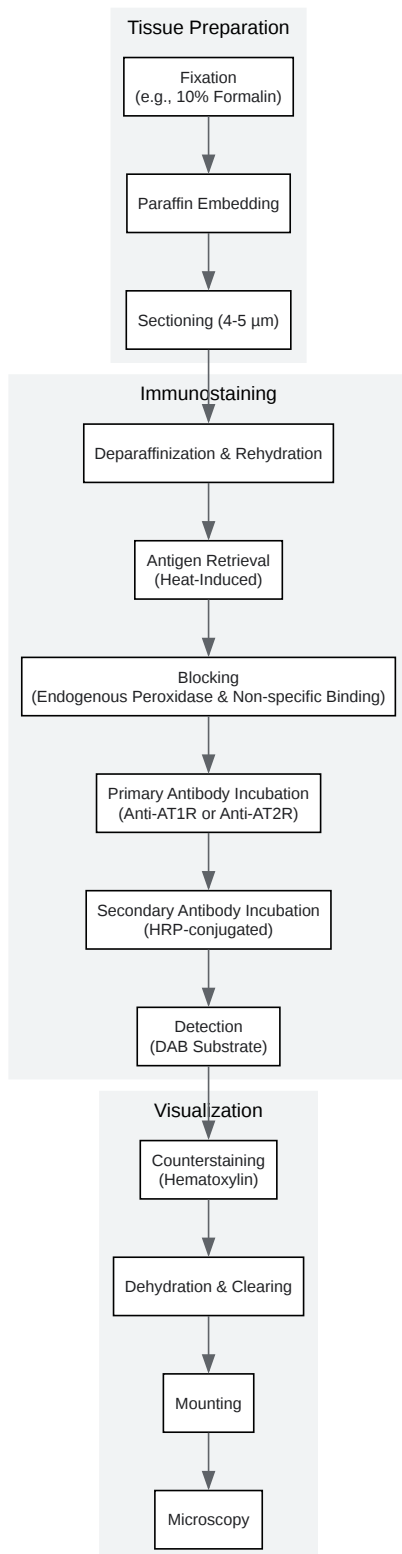 Tissue Preparation
Fixation
(e.g., 10% Formalin)
Paraffin Embedding
Sectioning (4-5 µm)
Immunostaining
Deparaffinization & Rehydration
Antigen Retrieval
(Heat-Induced)
Blocking
(Endogenous Peroxidase & Non-specific Binding)
Primary Antibody Incubation
(Anti-AT1R or Anti-AT2R)
Secondary Antibody Incubation
(HRP-conjugated)
Detection
(DAB Substrate)
Visualization
Counterstaining
(Hematoxylin)
Dehydration & Clearing
Mounting
Microscopy